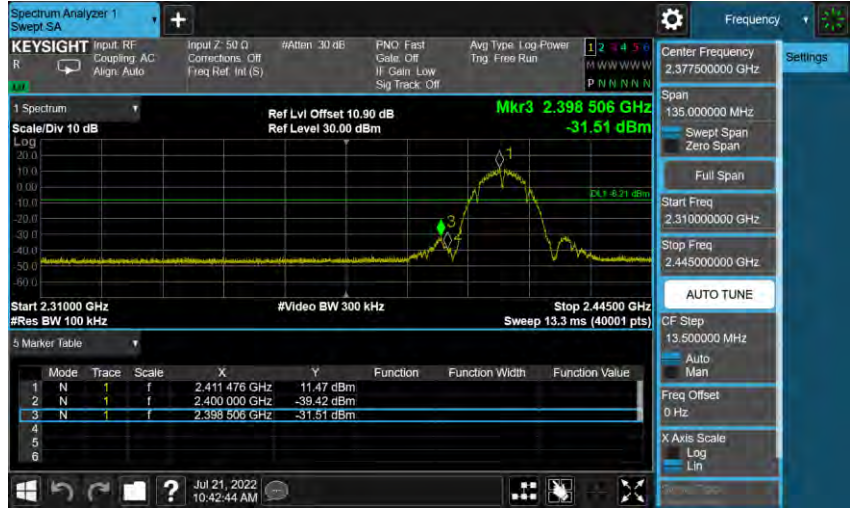 Spectrum Analyzer 1
Swept SA
Frequency
KEYSIGHT
R
Input: RF
Coupling: AC
Align: Auto
Input Z: 50 Ω
Corrections: Off
Freq Ref: Int (S)
#Atten: 30 dB
PNO: Fast
Gate: Off
IF Gain: Low
Sig Track: Off
Avg Type: Log-Power
Trig: Free Run
1 2 3 4 5 6
M W W W W W
P N N N N N
1 Spectrum
Scale/Div 10 dB
Ref Lvl Offset 10.90 dB
Ref Level 30.00 dBm
Mkr3 2.398 506 GHz
-31.51 dBm
Log
20.0
10.0
0.00
-10.0
-20.0
-30.0
-40.0
-50.0
-60.0
1
3
2
Start 2.31000 GHz
#Res BW 100 kHz
#Video BW 300 kHz
Stop 2.44500 GHz
Sweep 13.3 ms (40001 pts)
5 Marker Table
Mode Trace Scale X Y Function Function Width Function Value
1 N 1 f 2.411 476 GHz 11.47 dBm
2 N 1 f 2.400 000 GHz -39.42 dBm
3 N 1 f 2.398 506 GHz -31.51 dBm
4
5
6
?
Jul 21, 2022
10:42:44 AM
Center Frequency
2.377500000 GHz
Settings
Span
135.000000 MHz
Swept Span
Zero Span
Full Span
Start Freq
2.310000000 GHz
Stop Freq
2.445000000 GHz
AUTO TUNE
CF Step
13.500000 MHz
Auto
Man
Freq Offset
0 Hz
X Axis Scale
Log
Lin